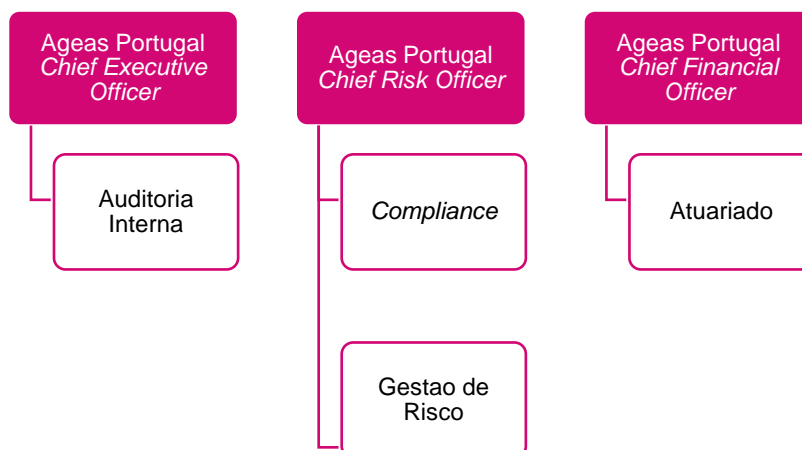 Ageas Portugal
Chief Executive
Officer
Auditoria
Interna
Ageas Portugal
Chief Risk Officer
Compliance
Gestao de
Risco
Ageas Portugal
Chief Financial
Officer
Atuariado